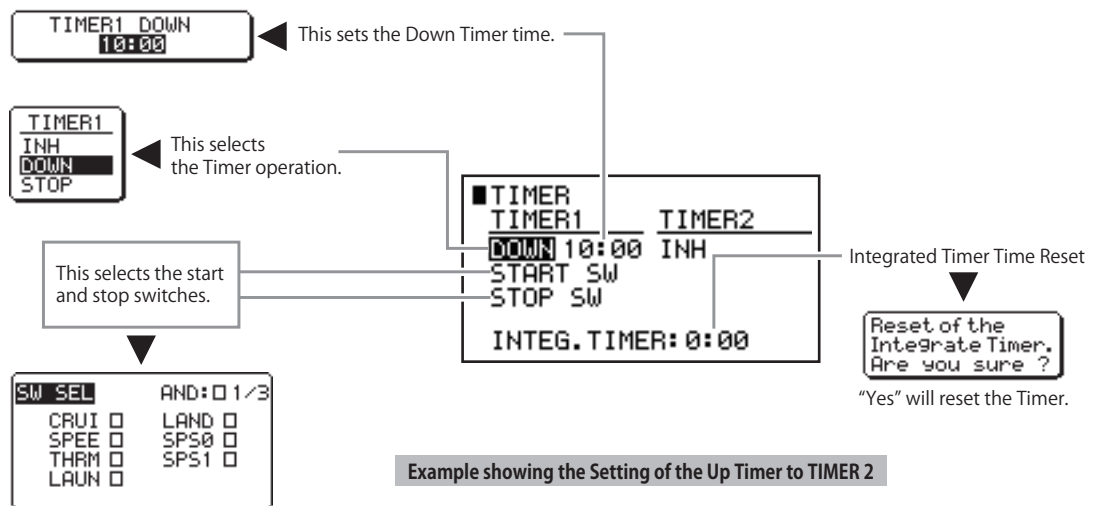 TIMER1 DOWN
10:00
This sets the Down Timer time.
TIMER1
INH
DOWN
STOP
This selects
the Timer operation.
This selects the start
and stop switches.
SW SEL AND:□ 1/3
CRUI □ LAND □
SPEE □ SPS0 □
THRM □ SPS1 □
LAUN □
■TIMER
TIMER1 TIMER2
DOWN 10:00 INH
START SW
STOP SW
INTEG.TIMER:0:00
Integrated Timer Time Reset
Reset of the
Integrate Timer.
Are you sure ?
“Yes” will reset the Timer.
Example showing the Setting of the Up Timer to TIMER 2